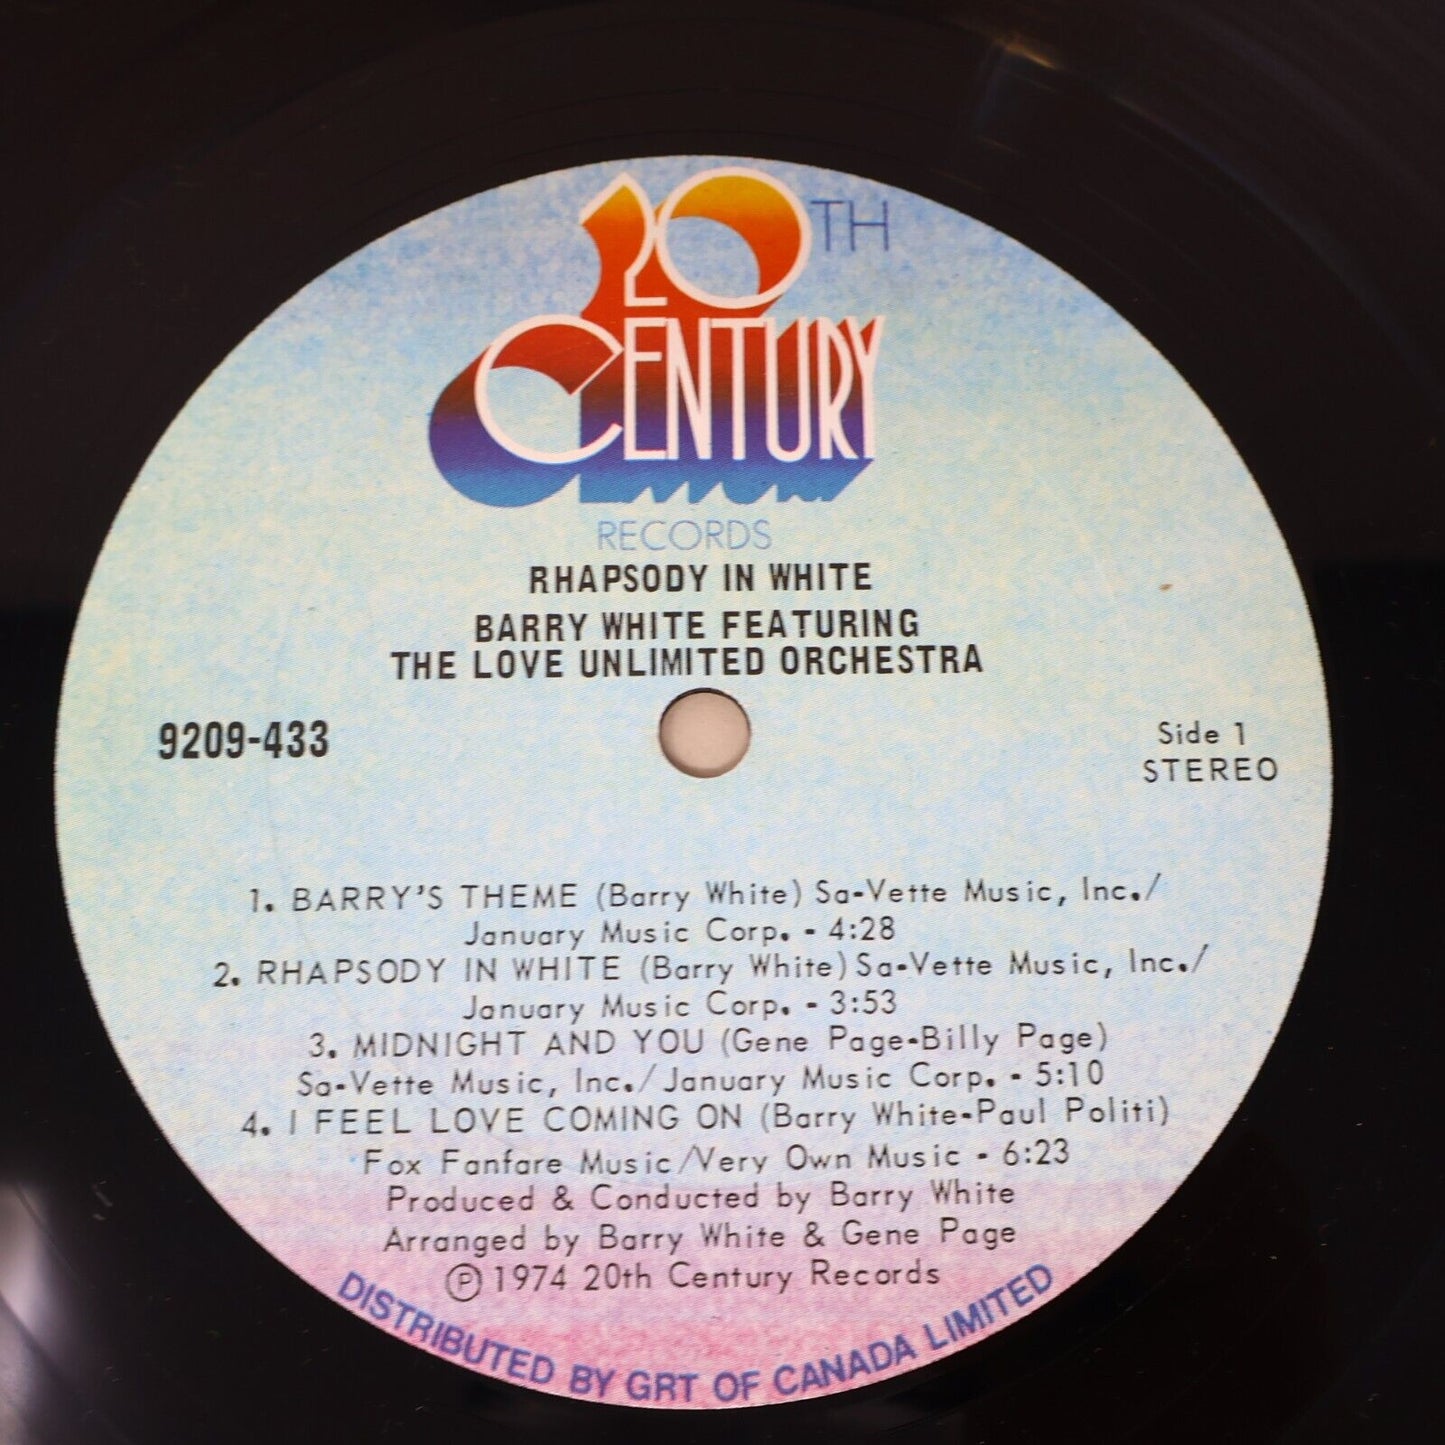 20TH
CENTURY
RECORDS
RHAPSODY IN WHITE
BARRY WHITE FEATURING
THE LOVE UNLIMITED ORCHESTRA
9209-433
Side 1
STEREO
1. BARRY'S THEME (Barry White) Sa-Vette Music, Inc./
January Music Corp. - 4:28
2. RHAPSODY IN WHITE (Barry White) Sa-Vette Music, Inc./
January Music Corp. - 3:53
3. MIDNIGHT AND YOU (Gene Page-Billy Page)
Sa-Vette Music, Inc./January Music Corp. - 5:10
4. I FEEL LOVE COMING ON (Barry White-Paul Politi)
Fox Fanfare Music/Very Own Music - 6:23
Produced & Conducted by Barry White
Arranged by Barry White & Gene Page
Ⓟ 1974 20th Century Records
DISTRIBUTED BY GRT OF CANADA LIMITED